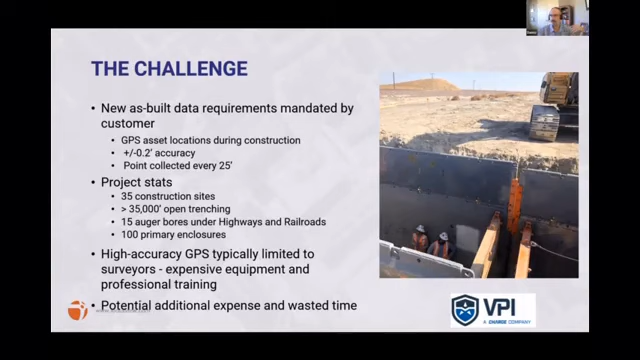 THE CHALLENGE
• New as-built data requirements mandated by
customer
• GPS asset locations during construction
• +/-0.2' accuracy
• Point collected every 25'
• Project stats
• 35 construction sites
• > 35,000' open trenching
• 15 auger bores under Highways and Railroads
• 100 primary enclosures
• High-accuracy GPS typically limited to
surveyors - expensive equipment and
professional training
• Potential additional expense and wasted time
VPI
A CHARGE COMPANY